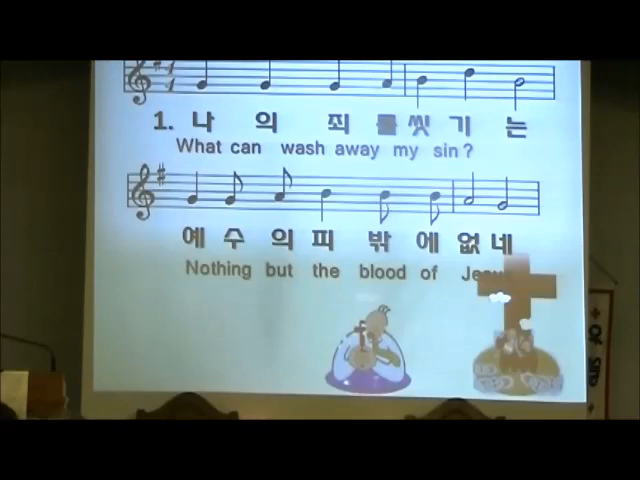 1. 나 의 죄 를 씻 기 는
What can wash away my sin?
예 수 의 피 밖 에 없 네
Nothing but the blood of